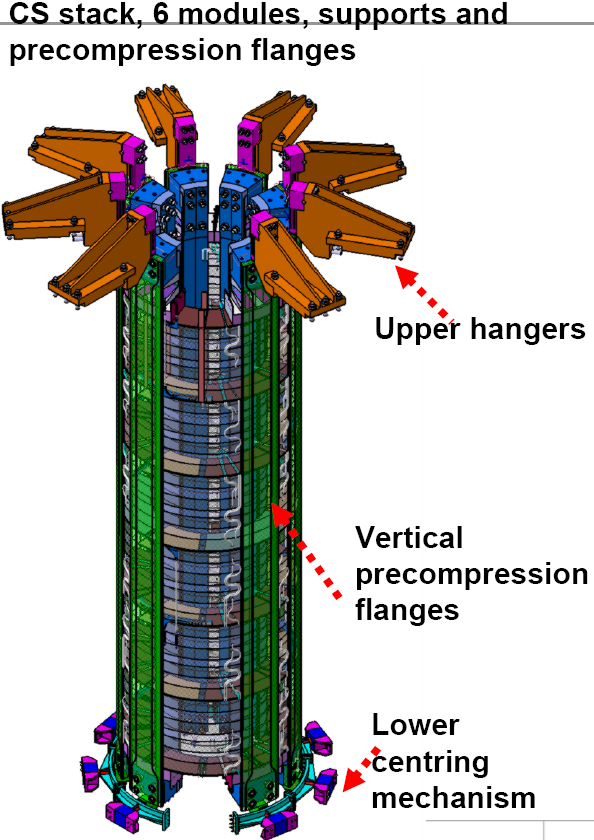 CS stack, 6 modules, supports and
precompression flanges
Upper hangers
Vertical
precompression
flanges
Lower
centring
mechanism